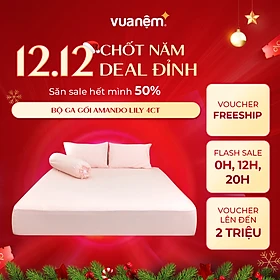 vuanệm
12.12 CHỐT NĂM
DEAL ĐỈNH
Săn sale hết mình 50%
BỘ GA GỐI AMANDO LILY 4CT
VOUCHER
FREESHIP
FLASH SALE
0H, 12H,
20H
VOUCHER
LÊN ĐẾN
2 TRIỆU